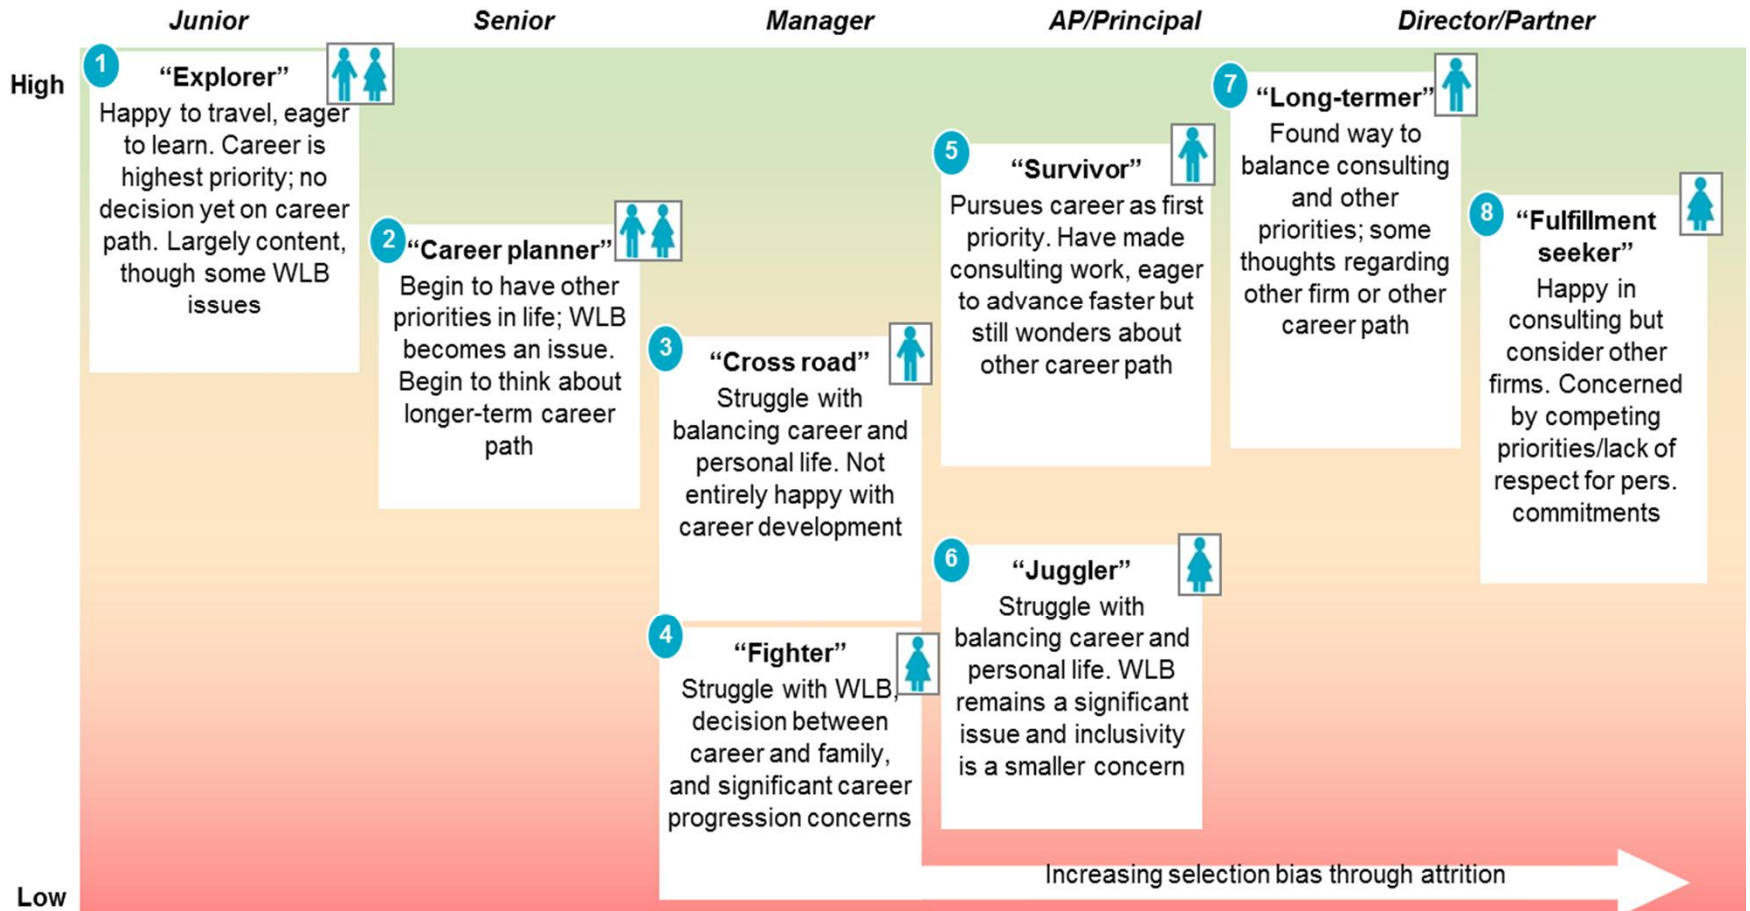 Junior
Senior
Manager
AP/Principal
Director/Partner
High
Low
1
“Explorer”
Happy to travel, eager
to learn. Career is
highest priority; no
decision yet on career
path. Largely content,
though some WLB
issues
2
“Career planner”
Begin to have other
priorities in life; WLB
becomes an issue.
Begin to think about
longer-term career
path
3
“Cross road”
Struggle with
balancing career and
personal life. Not
entirely happy with
career development
4
“Fighter”
Struggle with WLB,
decision between
career and family,
and significant career
progression concerns
5
“Survivor”
Pursues career as first
priority. Have made
consulting work, eager
to advance faster but
still wonders about
other career path
6
“Juggler”
Struggle with
balancing career and
personal life. WLB
remains a significant
issue and inclusivity
is a smaller concern
7
“Long-termer”
Found way to
balance consulting
and other
priorities; some
thoughts regarding
other firm or other
career path
8
“Fulfillment
seeker”
Happy in
consulting but
consider other
firms. Concerned
by competing
priorities/lack of
respect for pers.
commitments
Increasing selection bias through attrition